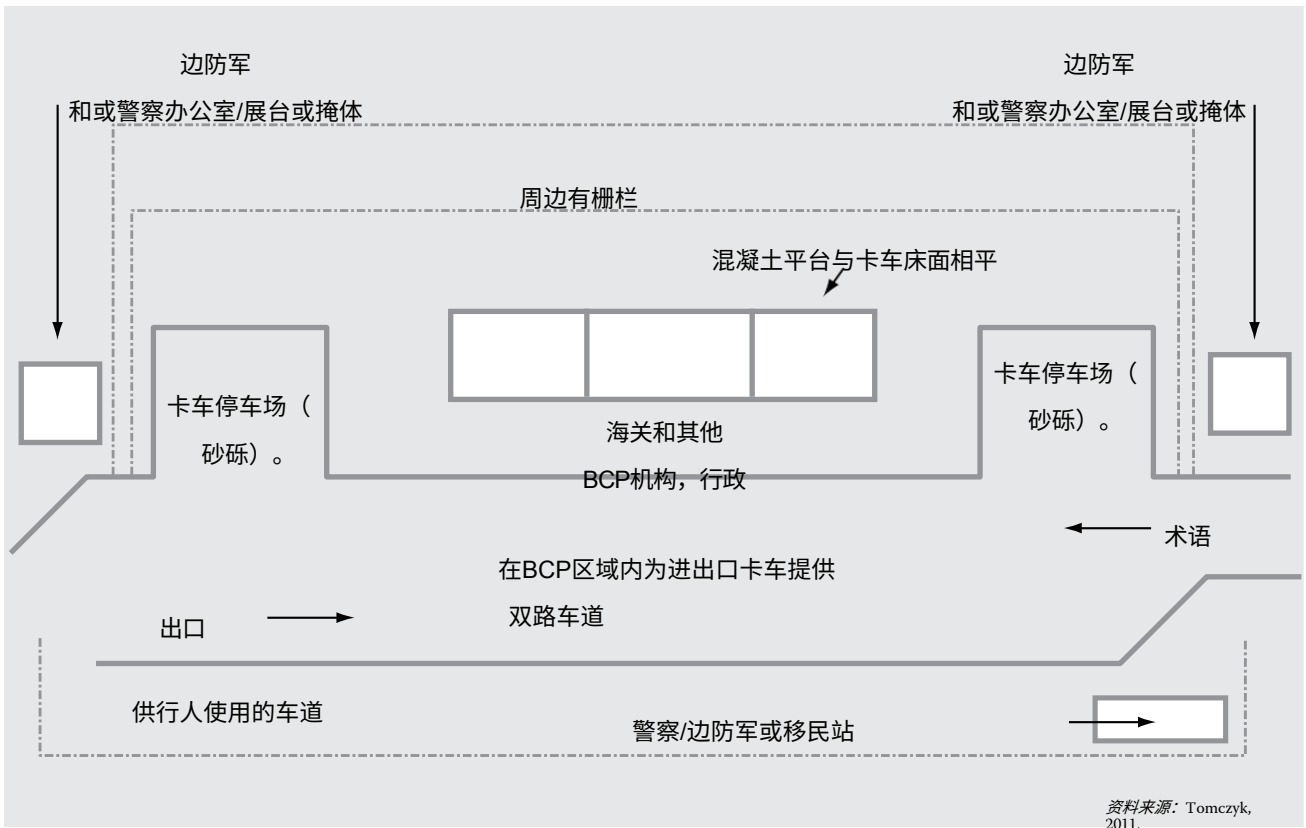 边防军
和或警察办公室/展台或掩体
边防军
和或警察办公室/展台或掩体
周边有栅栏
混凝土平台与卡车床面相平
卡车停车场（
砂砾）。
卡车停车场（
砂砾）。
海关和其他
BCP机构，行政
术语
在BCP区域内为进出口卡车提供
双路车道
出口
供行人使用的车道
警察/边防军或移民站
资料来源：Tomczyk,
2011.